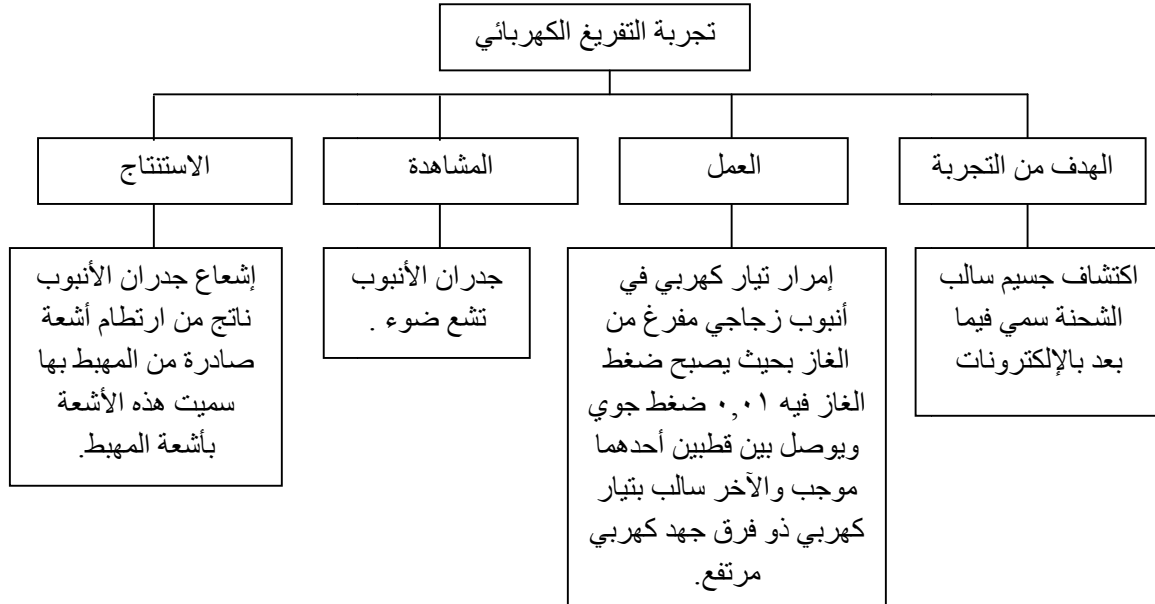 تجربة التفريغ الكهربائي
الهدف من التجربة
العمل
المشاهدة
الاستنتاج
اكتشاف جسيم سالب
الشحنة سمي فيما
بعد بالإلكترونات
إمرار تيار كهربي في
أنبوب زجاجي مفرغ من
الغاز بحيث يصبح ضغط
الغاز فيه ٠,٠١ ضغط جوي
ويوصل بين قطبين أحدهما
موجب والآخر سالب بتيار
كهربي ذو فرق جهد كهربي
مرتفع.
جدران الأنبوب
تشع ضوء .
إشعاع جدران الأنبوب
ناتج من ارتطام أشعة
صادرة من المهبط بها
سميت هذه الأشعة
بأشعة المهبط.